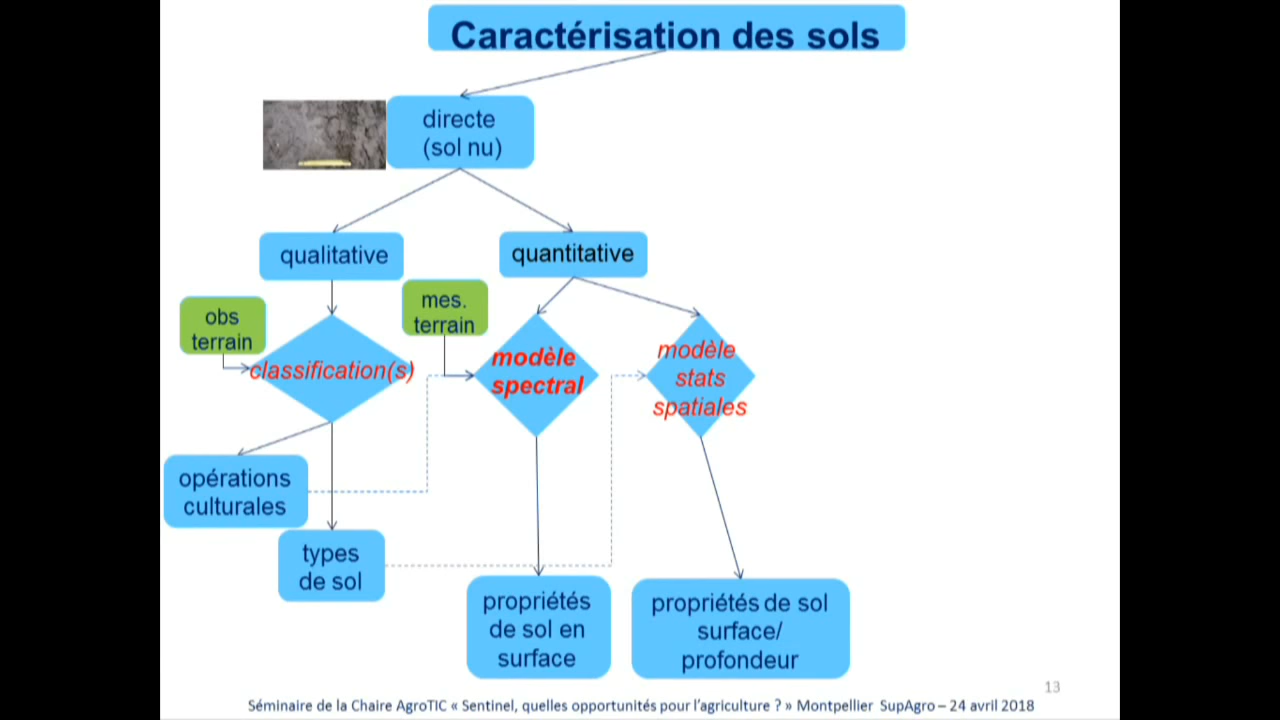 Caractérisation des sols
directe
(sol nu)
qualitative
quantitative
obs
terrain
mes.
terrain
classification(s)
modèle
spectral
modèle
stats
spatiales
opérations
culturales
types
de sol
propriétés
de sol en
surface
propriétés de sol
surface/
profondeur
13
Séminaire de la Chaire AgroTIC « Sentinel, quelles opportunités pour l'agriculture ? » Montpellier SupAgro – 24 avril 2018